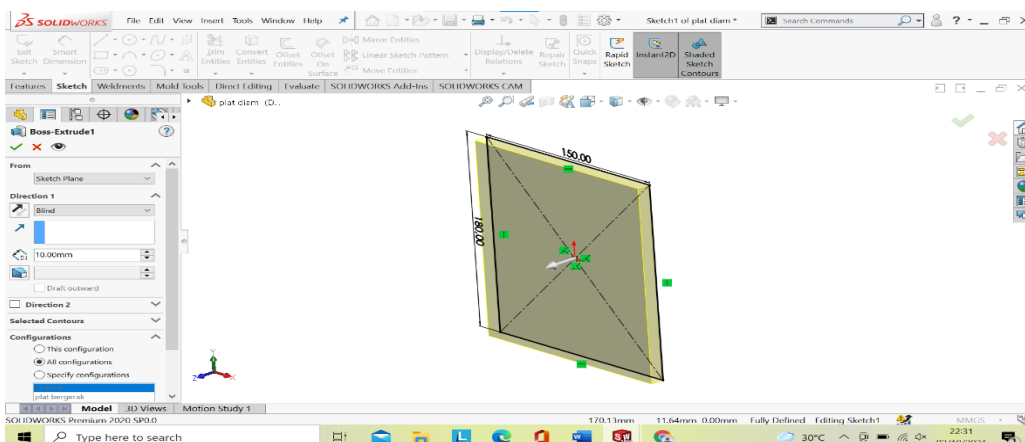 SOLIDWORKS File Edit View Insert Tools Window Help Sketch1 of plat diam * Search Commands
Exit Sketch
Smart Dimension
Trim Entities
Convert Entities
Offset Entities
Offset On Surface
Mirror Entities
Linear Sketch Pattern
Move Entities
Display/Delete Relations
Repair Sketch
Quick Snaps
Rapid Sketch
Instant2D
Shaded Sketch Contours
Features Sketch Weldments Mold Tools Direct Editing Evaluate SOLIDWORKS Add-Ins SOLIDWORKS CAM
plat diam (D...
Boss-Extrude1
From
Sketch Plane
Direction 1
Blind
10.00mm
Draft outward
Direction 2
Selected Contours
Configurations
This configuration
All configurations
Specify configurations
plat bergerak
150.00
180.00
Y
Z
X
Model 3D Views Motion Study 1
SOLIDWORKS Premium 2020 SP0.0 170.13mm 11.64mm 0.00mm Fully Defined Editing Sketch1 MMGS
Type here to search 30°C 22:31